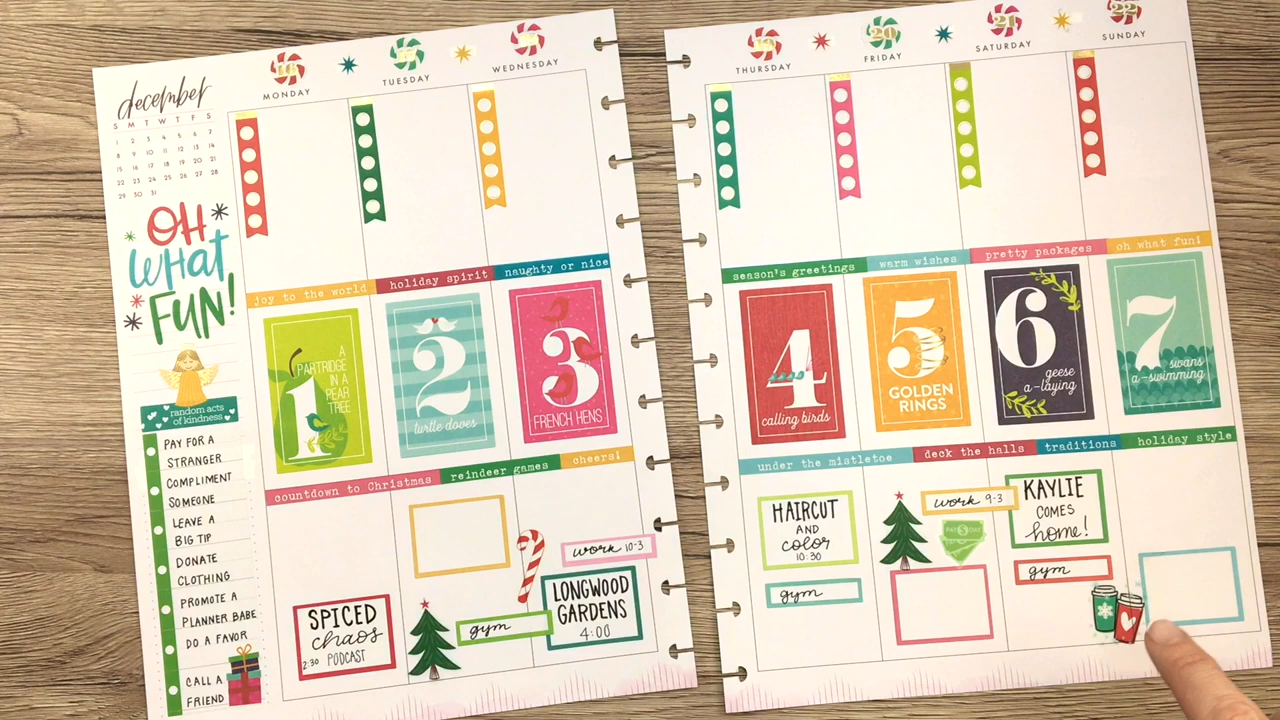 december
S M T W T F S
1 2 3 4 5 6 7
8 9 10 11 12 13 14
15 16 17 18 19 20 21
22 23 24 25 26 27 28
29 30 31
OH
WHAT
FUN!
random acts
of kindness
PAY FOR A
STRANGER
COMPLIMENT
SOMEONE
LEAVE A
BIG TIP
DONATE
CLOTHING
PROMOTE A
PLANNER BABE
DO A FAVOR
CALL A
FRIEND
16
MONDAY
17
TUESDAY
WEDNESDAY
joy to the world
holiday spirit
naughty or nice
A
PARTRIDGE
IN A
PEAR
TREE
1
2
turtle doves
3
FRENCH HENS
countdown to Christmas
reindeer games
cheers!
SPICED
chaos
2:30 PODCAST
gym
work 10-3
LONGWOOD
GARDENS
4:00
19
THURSDAY
20
FRIDAY
21
SATURDAY
22
SUNDAY
season's greetings
warm wishes
pretty packages
oh what fun!
4
calling birds
5
GOLDEN
RINGS
6
geese
a-laying
7
swans
a-swimming
under the mistletoe
deck the halls
traditions
holiday style
HAIRCUT
AND
color
10:30
gym
work 9-3
PAY DAY
KAYLIE
COMES
home!
gym